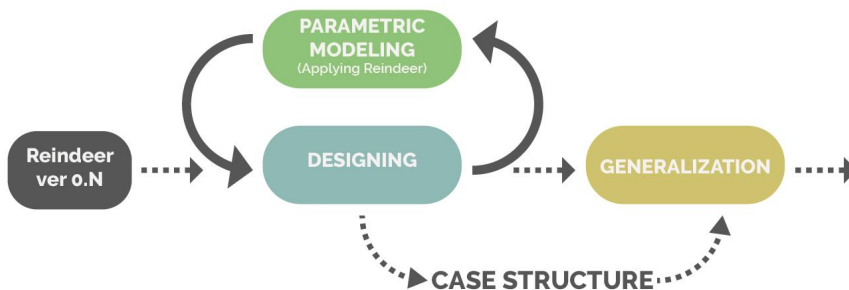 PARAMETRIC
MODELING
(Applying Reindeer)
Reindeer
ver 0.N
DESIGNING
GENERALIZATION
CASE STRUCTURE